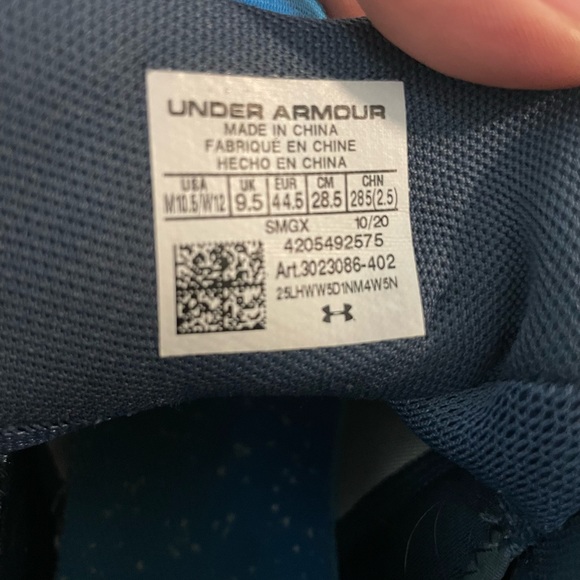 UNDER ARMOUR
MADE IN CHINA
FABRIQUÉ EN CHINE
HECHO EN CHINA
USA UK EUR CM CHN
M10.5/W12 9.5 44.5 28.5 285(2.5)
SMGX 10/20
4205492575
Art.3023086-402
25LHWW5D1NM4W5N